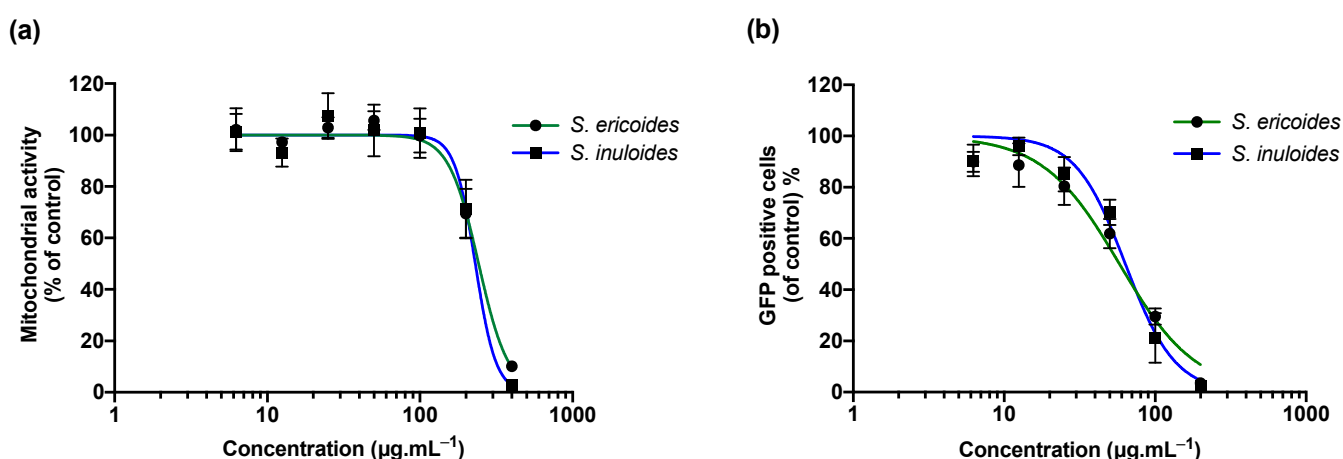 (a)
Mitochondrial activity
(% of control)
120
100
80
60
40
20
0
1
10
100
1000
Concentration (µg.mL⁻¹)
S. ericoides
S. inuloides
(b)
GFP positive cells
(of control) %
120
100
80
60
40
20
0
1
10
100
1000
Concentration (µg.mL⁻¹)
S. ericoides
S. inuloides